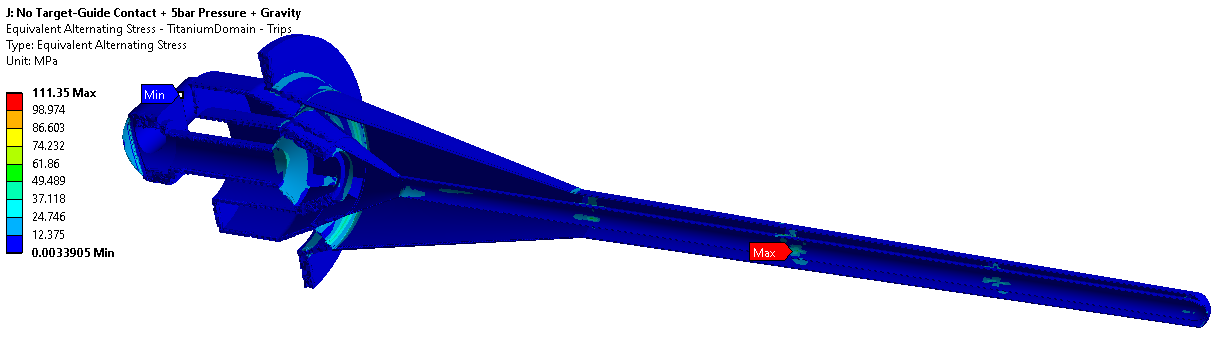 J: No Target-Guide Contact + 5bar Pressure + Gravity
Equivalent Alternating Stress - TitaniumDomain - Trips
Type: Equivalent Alternating Stress
Unit: MPa
Min
111.35 Max
98.974
86.603
74.232
61.86
49.489
37.118
24.746
12.375
0.0033905 Min
Max